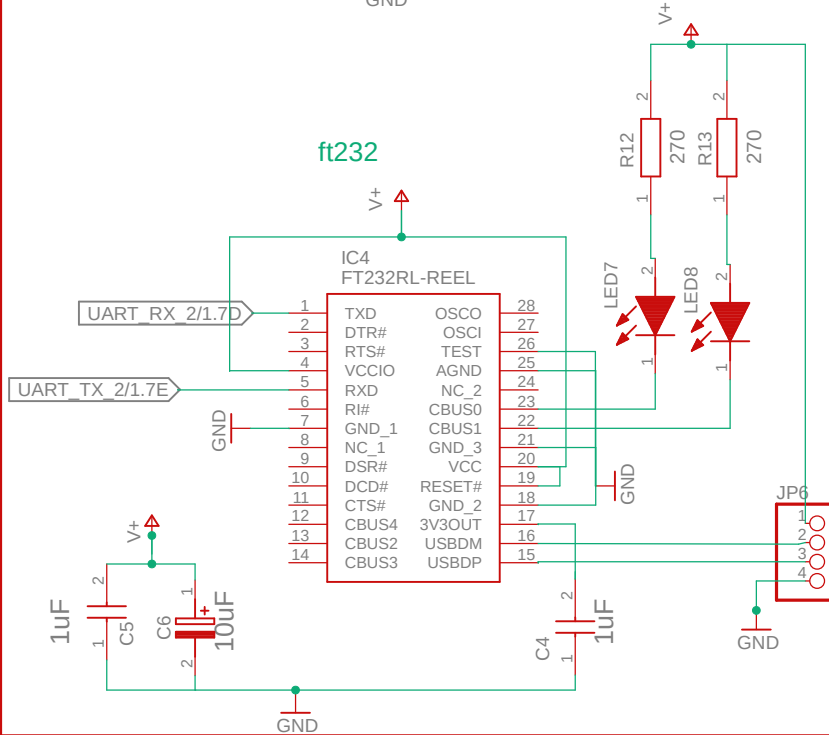 GND
V+
2
2
R12
270
R13
270
1
1
ft232
V+
IC4
FT232RL-REEL
LED7
2
LED8
2
1
1
UART_RX_2/1.7D
1 TXD OSCO 28
2 DTR# OSCI 27
3 RTS# TEST 26
4 VCCIO AGND 25
UART_TX_2/1.7E
5 RXD NC_2 24
6 RI# CBUS0 23
GND
7 GND_1 CBUS1 22
8 NC_1 GND_3 21
9 DSR# VCC 20
10 DCD# RESET# 19
GND
11 CTS# GND_2 18
12 CBUS4 3V3OUT 17
13 CBUS2 USBDM 16
14 CBUS3 USBDP 15
JP6
1
2
3
4
GND
V+
2
1uF
C5
1
1
+
C6
10uF
2
2
C4
1uF
1
GND